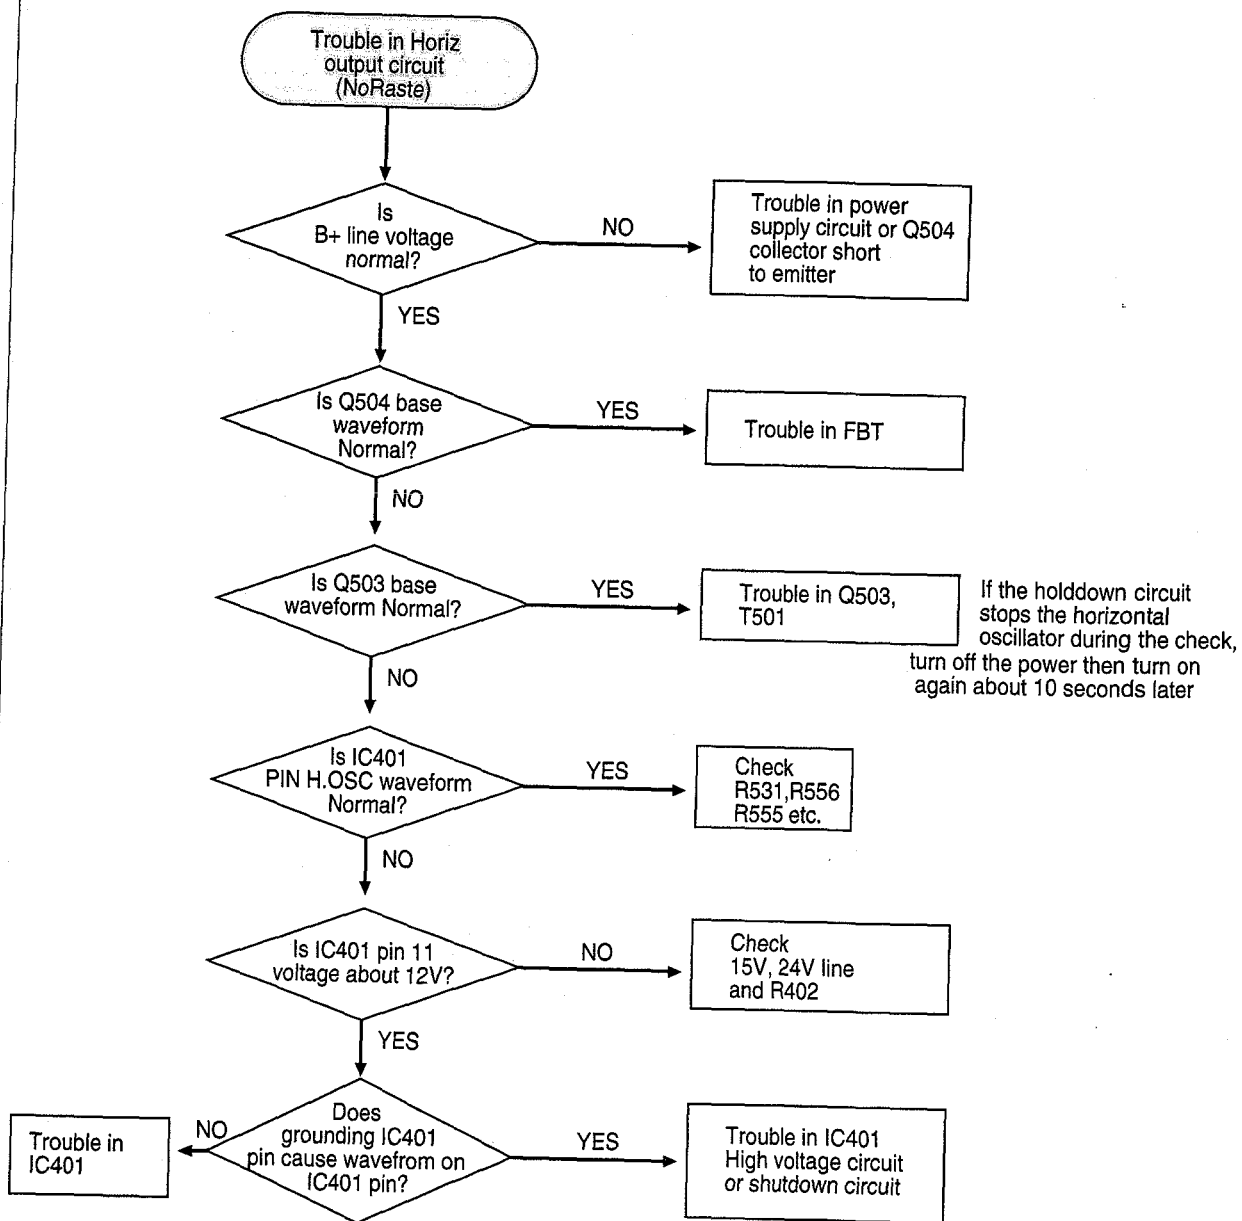 Trouble in Horiz
output circuit
(NoRaste)
Is
B+ line voltage
normal?
NO
Trouble in power
supply circuit or Q504
collector short
to emitter
YES
Is Q504 base
waveform
Normal?
YES
Trouble in FBT
NO
Is Q503 base
waveform Normal?
YES
Trouble in Q503,
T501
If the holddown circuit
stops the horizontal
oscillator during the check,
turn off the power then turn on
again about 10 seconds later
NO
Is IC401
PIN H.OSC waveform
Normal?
YES
Check
R531,R556
R555 etc.
NO
Is IC401 pin 11
voltage about 12V?
NO
Check
15V, 24V line
and R402
YES
Does
grounding IC401
pin cause wavefrom on
IC401 pin?
NO
Trouble in
IC401
YES
Trouble in IC401
High voltage circuit
or shutdown circuit